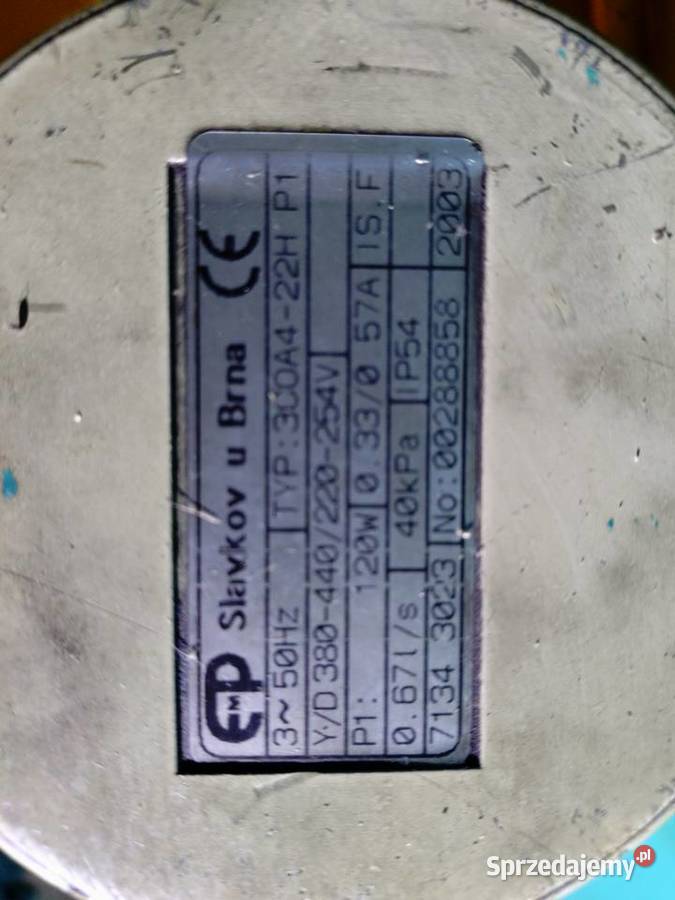 EMP Slavkov u Brna CE
3~50Hz TYP:3COA4-22H P1
Y/D 380-440/220-254V
P1: 120W 0.33/0 57A IS.F
0.67l/s 40kPa IP54
7134 3023 No:00288858 2003
Sprzedajemy.pl